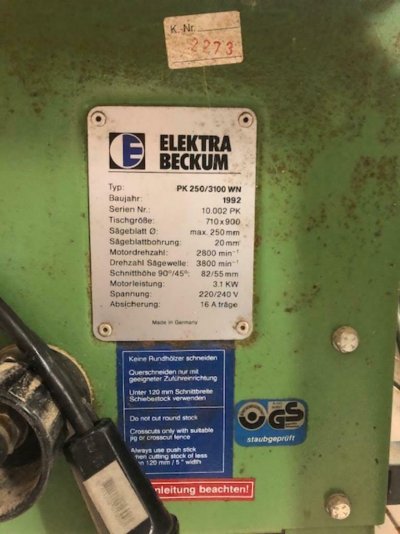 K.-Nr.
2273
E
ELEKTRA
BECKUM
Typ: PK 250/3100 WN
Baujahr: 1992
Serien Nr.: 10.002 PK
Tischgröße: 710x900
Sägeblatt Ø: max. 250 mm
Sägeblattbohrung: 20 mm
Motordrehzahl: 2800 min⁻¹
Drehzahl Sägewelle: 3800 min⁻¹
Schnitthöhe 90°/45°: 82/55 mm
Motorleistung: 3.1 KW
Spannung: 220/240 V
Absicherung: 16 A träge
Made in Germany
Keine Rundhölzer schneiden
Querschneiden nur mit
geeigneter Zuführeinrichtung
Unter 120 mm Schnittbreite
Schiebestock verwenden
Do not cut round stock
Crosscuts only with suitable
jig or crosscut fence
Always use push stick
when cutting stock of less
than 120 mm / 5" width
GS
staubgeprüft
nleitung beachten!